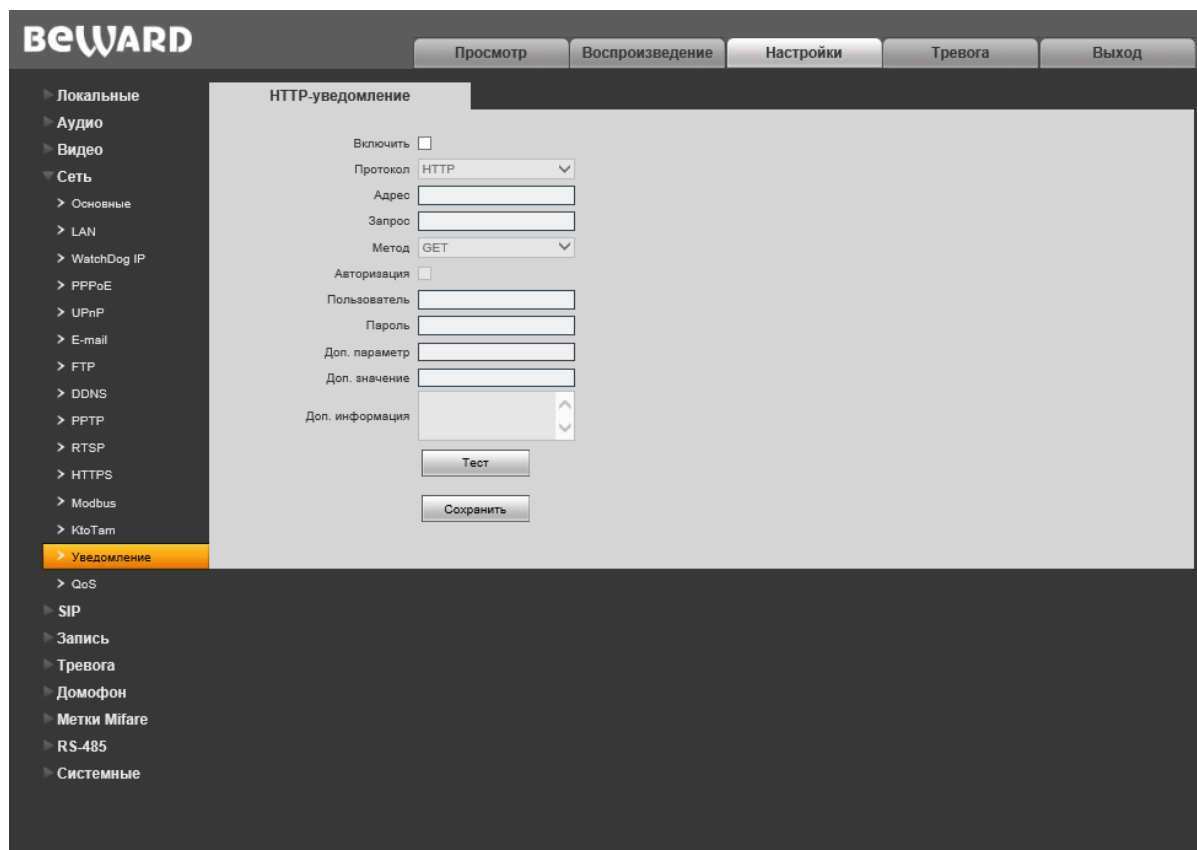 BEWARD
Просмотр
Воспроизведение
Настройки
Тревога
Выход
Локальные
Аудио
Видео
Сеть
Основные
LAN
WatchDog IP
PPPoE
UPnP
E-mail
FTP
DDNS
PPTP
RTSP
HTTPS
Modbus
KtoTam
Уведомление
QoS
SIP
Запись
Тревога
Домофон
Метки Mifare
RS-485
Системные
HTTP-уведомление
Включить
Протокол HTTP
Адрес
Запрос
Метод GET
Авторизация
Пользователь
Пароль
Доп. параметр
Доп. значение
Доп. информация
Тест
Сохранить